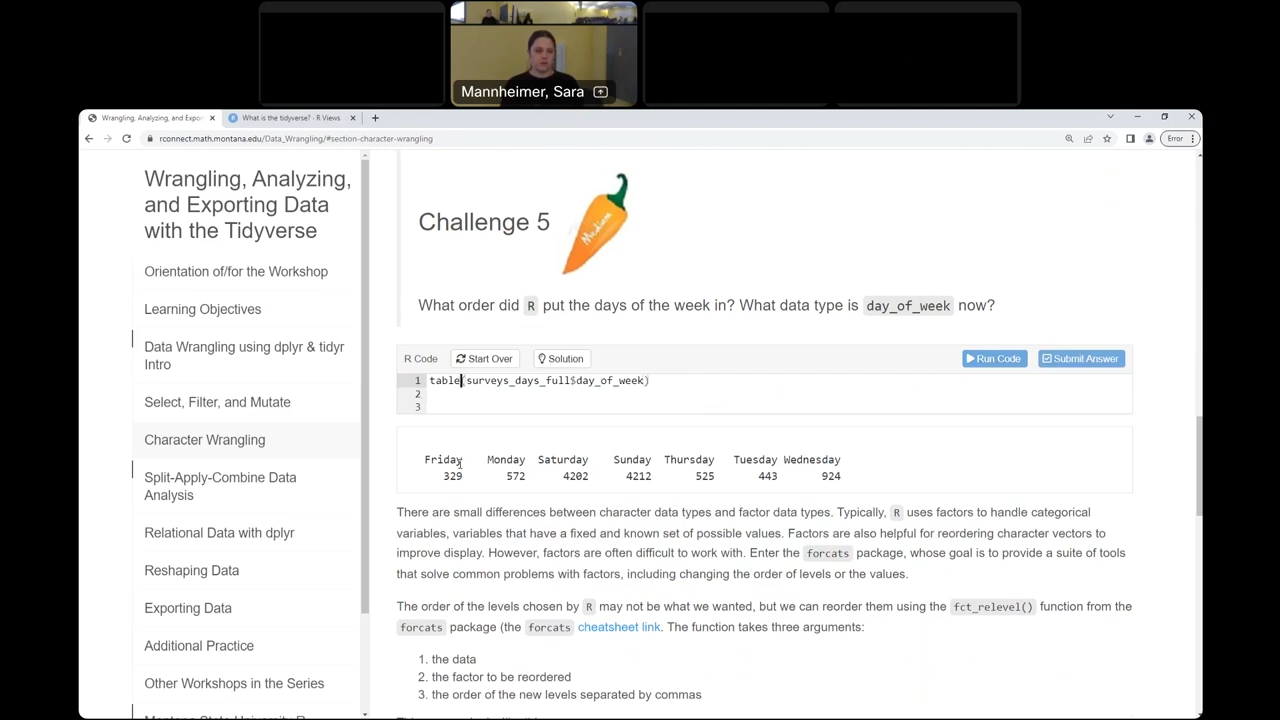 Mannheimer, Sara
Wrangling, Analyzing, and Expor
What is the tidyverse? - R Views
rconnect.math.montana.edu/Data_Wrangling/#section-character-wrangling
Error
Wrangling, Analyzing,
and Exporting Data
with the Tidyverse
Orientation of/for the Workshop
Learning Objectives
Data Wrangling using dplyr & tidyr
Intro
Select, Filter, and Mutate
Character Wrangling
Split-Apply-Combine Data
Analysis
Relational Data with dplyr
Reshaping Data
Exporting Data
Additional Practice
Other Workshops in the Series
Montana State University R
Challenge 5
Medium
What order did R put the days of the week in? What data type is day_of_week now?
R Code Start Over Solution Run Code Submit Answer
1 table(surveys_days_full$day_of_week)
2
3
Friday Monday Saturday Sunday Thursday Tuesday Wednesday
329 572 4202 4212 525 443 924
There are small differences between character data types and factor data types. Typically, R uses factors to handle categorical
variables, variables that have a fixed and known set of possible values. Factors are also helpful for reordering character vectors to
improve display. However, factors are often difficult to work with. Enter the forcats package, whose goal is to provide a suite of tools
that solve common problems with factors, including changing the order of levels or the values.
The order of the levels chosen by R may not be what we wanted, but we can reorder them using the fct_relevel() function from the
forcats package (the forcats cheatsheet link. The function takes three arguments:
1. the data
2. the factor to be reordered
3. the order of the new levels separated by commas